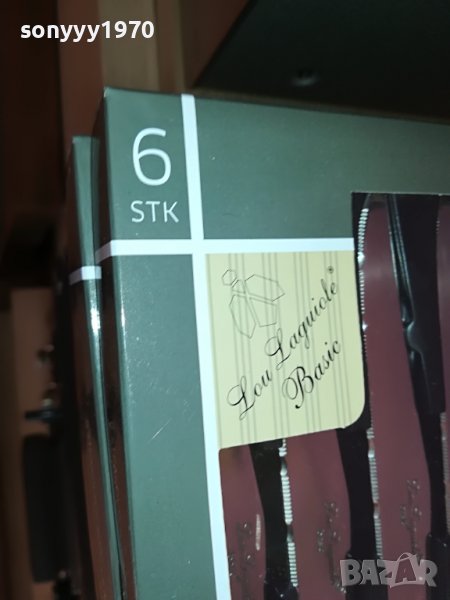 sonyyy1970
6
STK
Lou Laguiole®
Basic
BAZAR